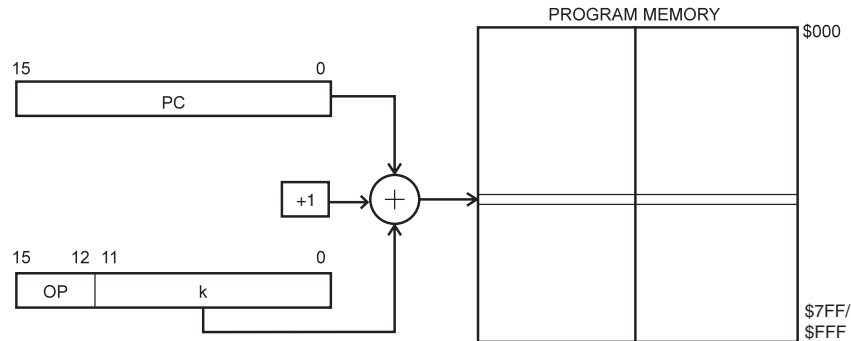 PROGRAM MEMORY
$000
15 0
PC
+1
+
15 12 11 0
OP k
$7FF/
$FFF